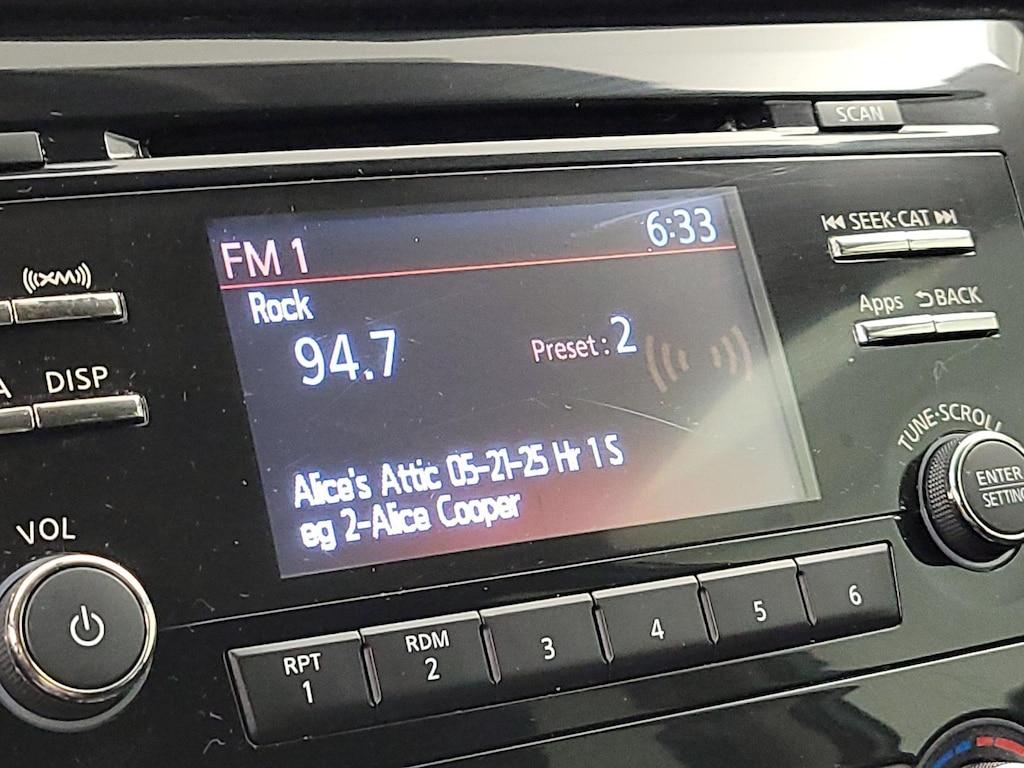 SCAN
FM 1 6:33
Rock
94.7 Preset: 2
Alice's Attic 05-21-25 Hr 1 S
eg 2-Alice Cooper
XM
A DISP
VOL
SEEK·CAT
Apps BACK
TUNE·SCROLL
ENTER
SETTING
RPT RDM
1 2 3 4 5 6